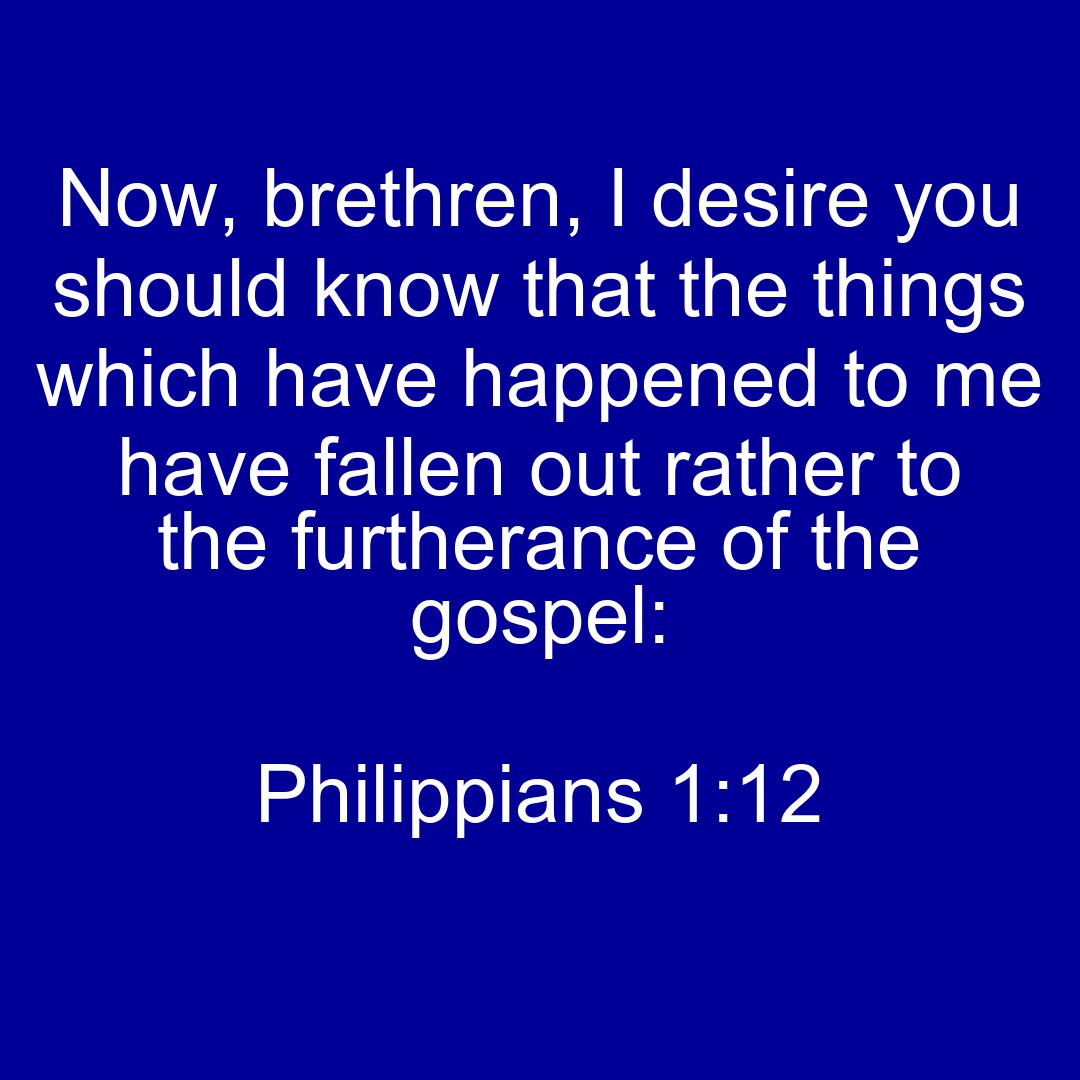 Now, brethren, I desire you
should know that the things
which have happened to me
have fallen out rather to
the furtherance of the
gospel:
Philippians 1:12